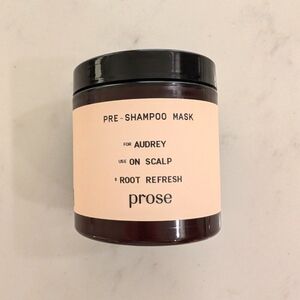 PRE-SHAMPOO MASK
FOR AUDREY
USE ON SCALP
& ROOT REFRESH
prose